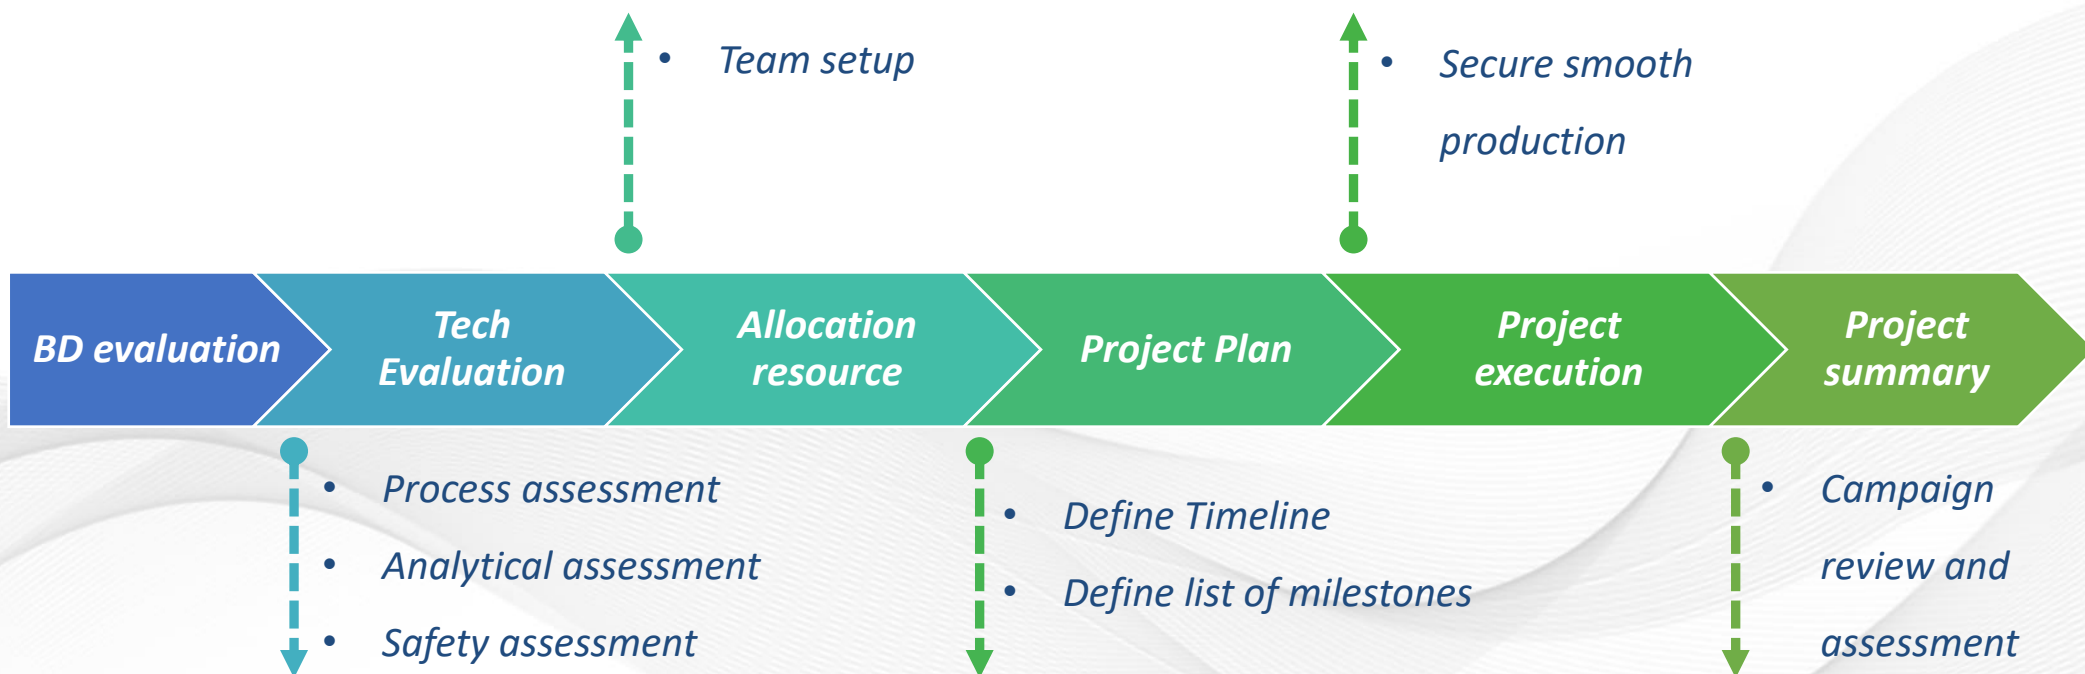 • Team setup
• Secure smooth
production
BD evaluation
Tech
Evaluation
Allocation
resource
Project Plan
Project
execution
Project
summary
• Process assessment
• Analytical assessment
• Safety assessment
• Define Timeline
• Define list of milestones
• Campaign
review and
assessment